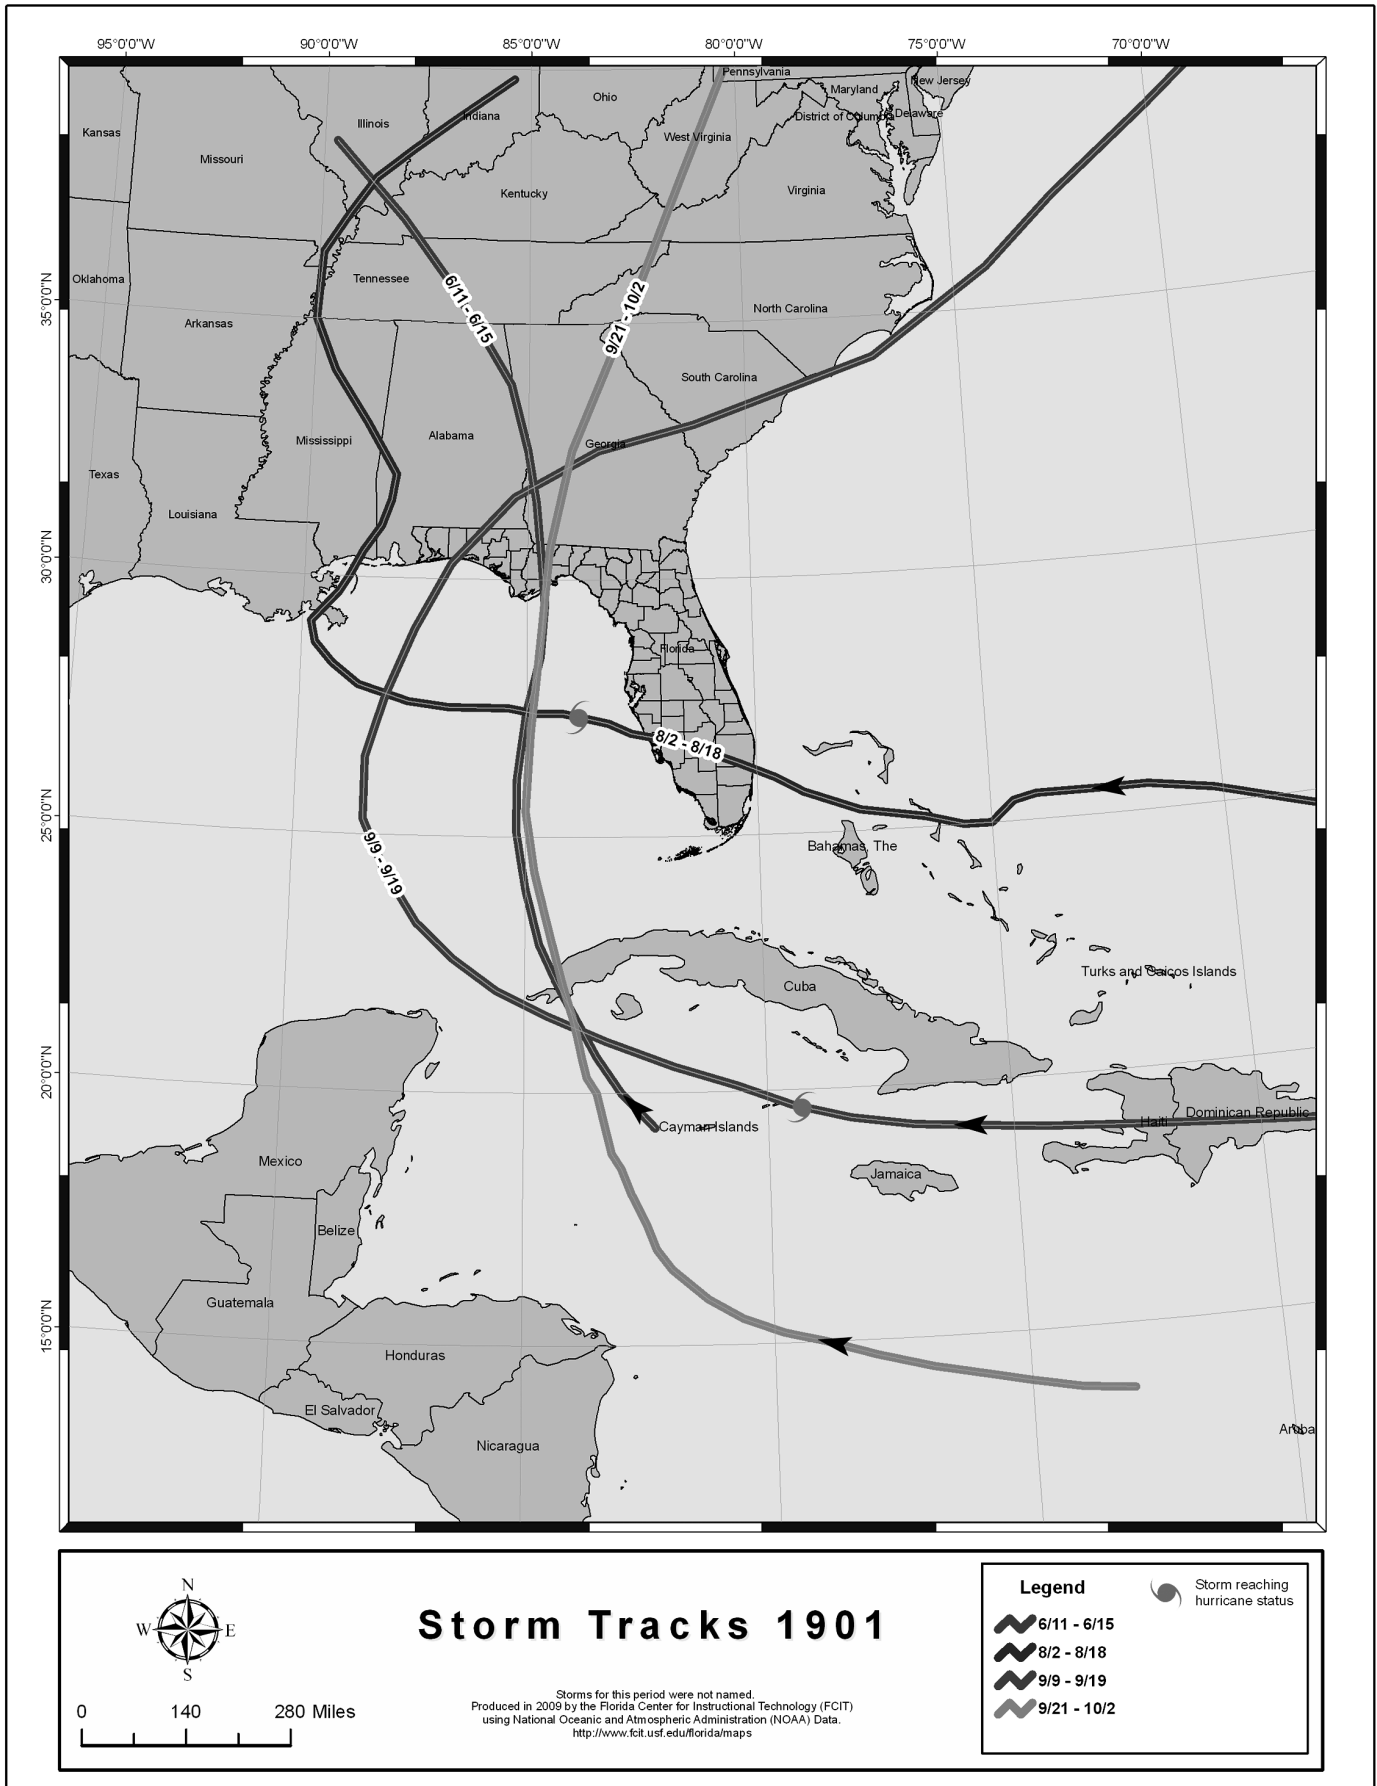 95°0'0"W 90°0'0"W 85°0'0"W 80°0'0"W 75°0'0"W 70°0'0"W
Pennsylvania
New Jersey
Maryland
Ohio
Delaware
District of Columbia
Indiana
Illinois
Kansas
West Virginia
Missouri
Virginia
Kentucky
Oklahoma
Tennessee
6/11 - 6/15
9/21 - 10/2
35°0'0"N
North Carolina
Arkansas
South Carolina
Mississippi
Alabama
Georgia
Texas
Louisiana
30°0'0"N
Florida
8/2 - 8/18
25°0'0"N
Bahamas, The
9/9 - 9/19
Turks and Caicos Islands
Cuba
20°0'0"N
Dominican Republic
Haiti
Cayman Islands
Mexico
Jamaica
Belize
Guatemala
15°0'0"N
Honduras
El Salvador
Aruba
Nicaragua
N
W E
S
0 140 280 Miles
Storm Tracks 1901
Storms for this period were not named.
Produced in 2009 by the Florida Center for Instructional Technology (FCIT)
using National Oceanic and Atmospheric Administration (NOAA) Data.
http://www.fcit.usf.edu/florida/maps
Legend
6/11 - 6/15
8/2 - 8/18
9/9 - 9/19
9/21 - 10/2
Storm reaching
hurricane status